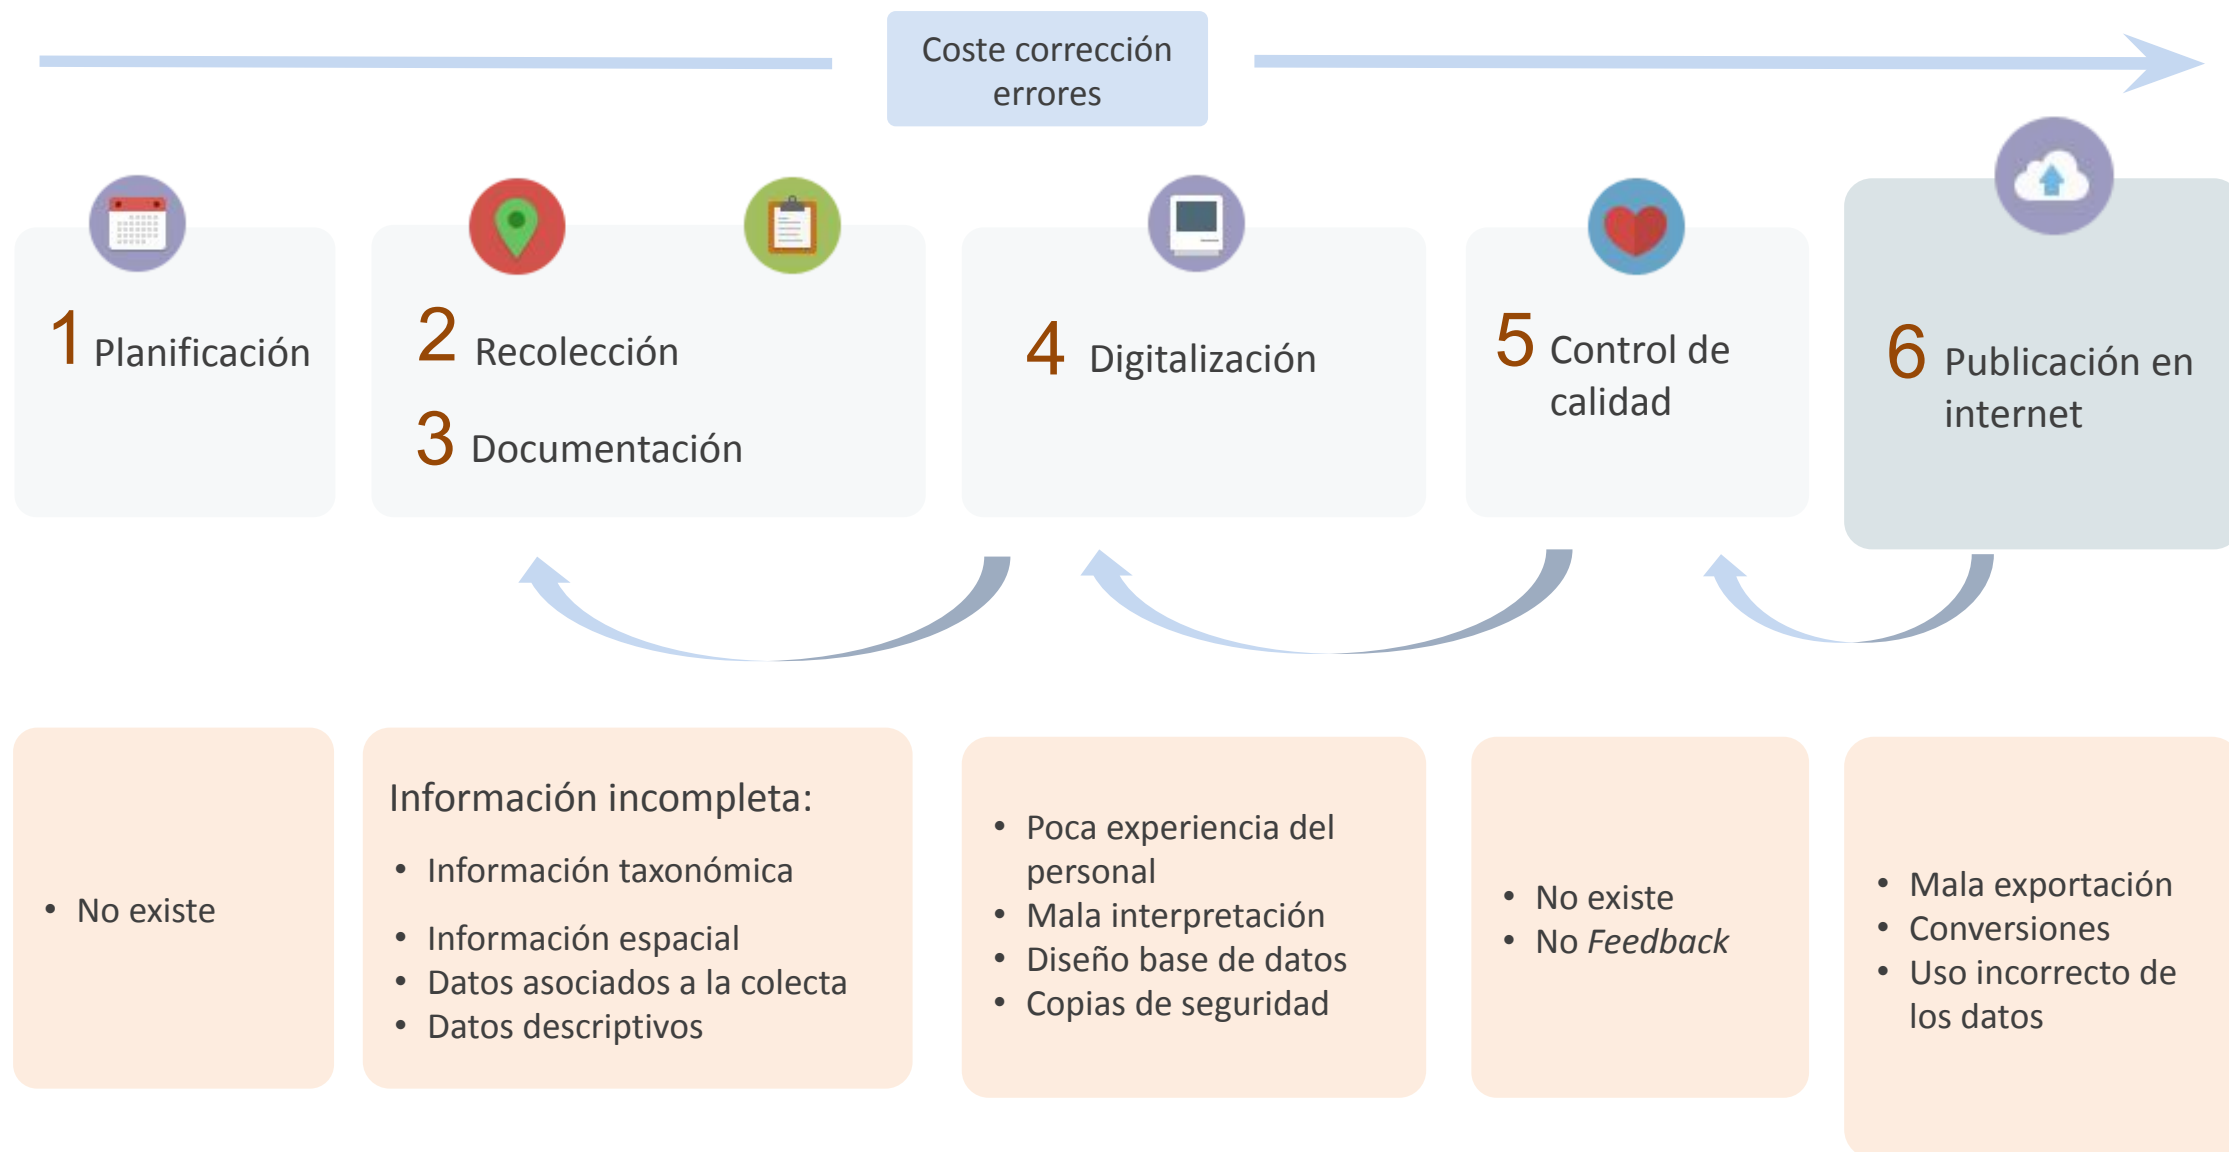 Coste corrección
errores
1 Planificación
2 Recolección
3 Documentación
4 Digitalización
5 Control de
calidad
6 Publicación en
internet
• No existe
Información incompleta:
• Información taxonómica
• Información espacial
• Datos asociados a la colecta
• Datos descriptivos
• Poca experiencia del
personal
• Mala interpretación
• Diseño base de datos
• Copias de seguridad
• No existe
• No Feedback
• Mala exportación
• Conversiones
• Uso incorrecto de
los datos